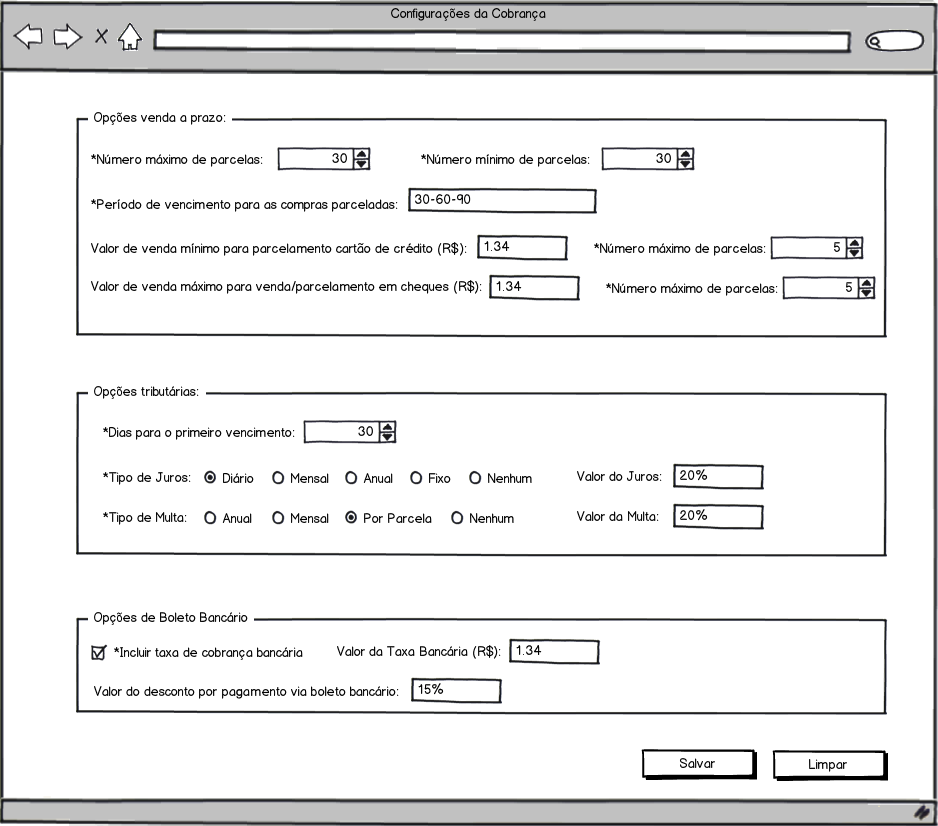 Configurações da Cobrança
Opções venda a prazo:
*Número máximo de parcelas: 30 *Número mínimo de parcelas: 30
*Período de vencimento para as compras parceladas: 30-60-90
Valor de venda mínimo para parcelamento cartão de crédito (R$): 1.34 *Número máximo de parcelas: 5
Valor de venda máximo para venda/parcelamento em cheques (R$): 1.34 *Número máximo de parcelas: 5
Opções tributárias:
*Dias para o primeiro vencimento: 30
*Tipo de Juros: Diário Mensal Anual Fixo Nenhum Valor do Juros: 20%
*Tipo de Multa: Anual Mensal Por Parcela Nenhum Valor da Multa: 20%
Opções de Boleto Bancário
*Incluir taxa de cobrança bancária Valor da Taxa Bancária (R$): 1.34
Valor do desconto por pagamento via boleto bancário: 15%
Salvar Limpar